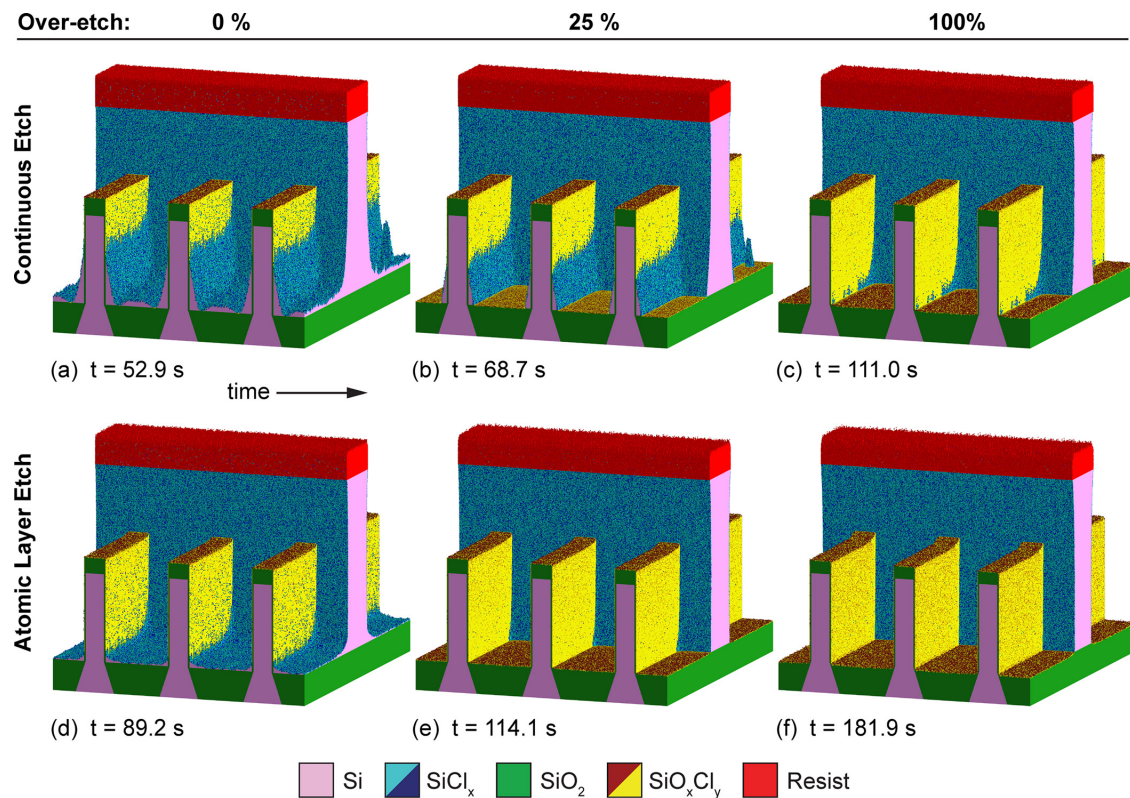 Over-etch: 0 % 25 % 100%
Continuous Etch
(a) t = 52.9 s (b) t = 68.7 s (c) t = 111.0 s
time
Atomic Layer Etch
(d) t = 89.2 s (e) t = 114.1 s (f) t = 181.9 s
Si SiClₓ SiO₂ SiOₓClᵧ Resist